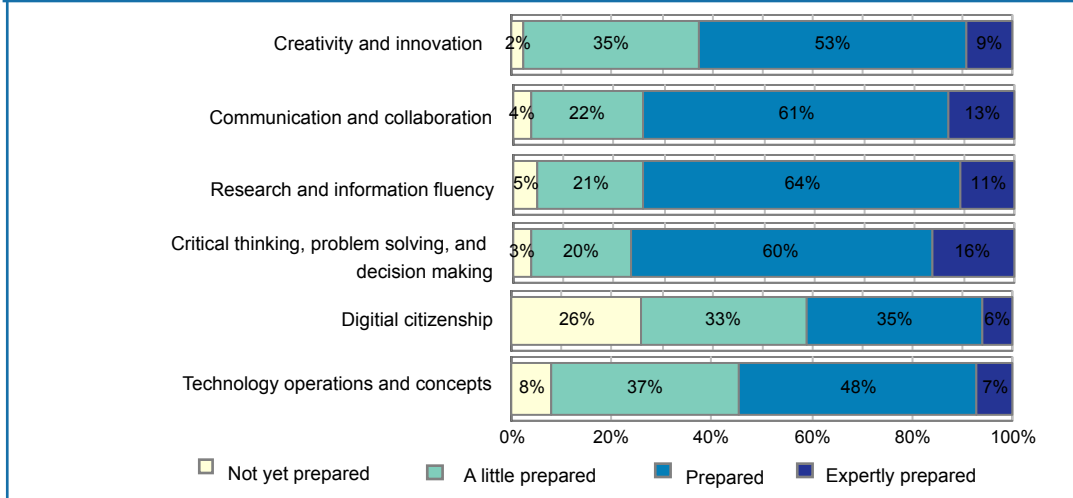 Creativity and innovation 2% 35% 53% 9%
Communication and collaboration 4% 22% 61% 13%
Research and information fluency 5% 21% 64% 11%
Critical thinking, problem solving, and
decision making 3% 20% 60% 16%
Digitial citizenship 26% 33% 35% 6%
Technology operations and concepts 8% 37% 48% 7%
0% 20% 40% 60% 80% 100%
Not yet prepared A little prepared Prepared Expertly prepared